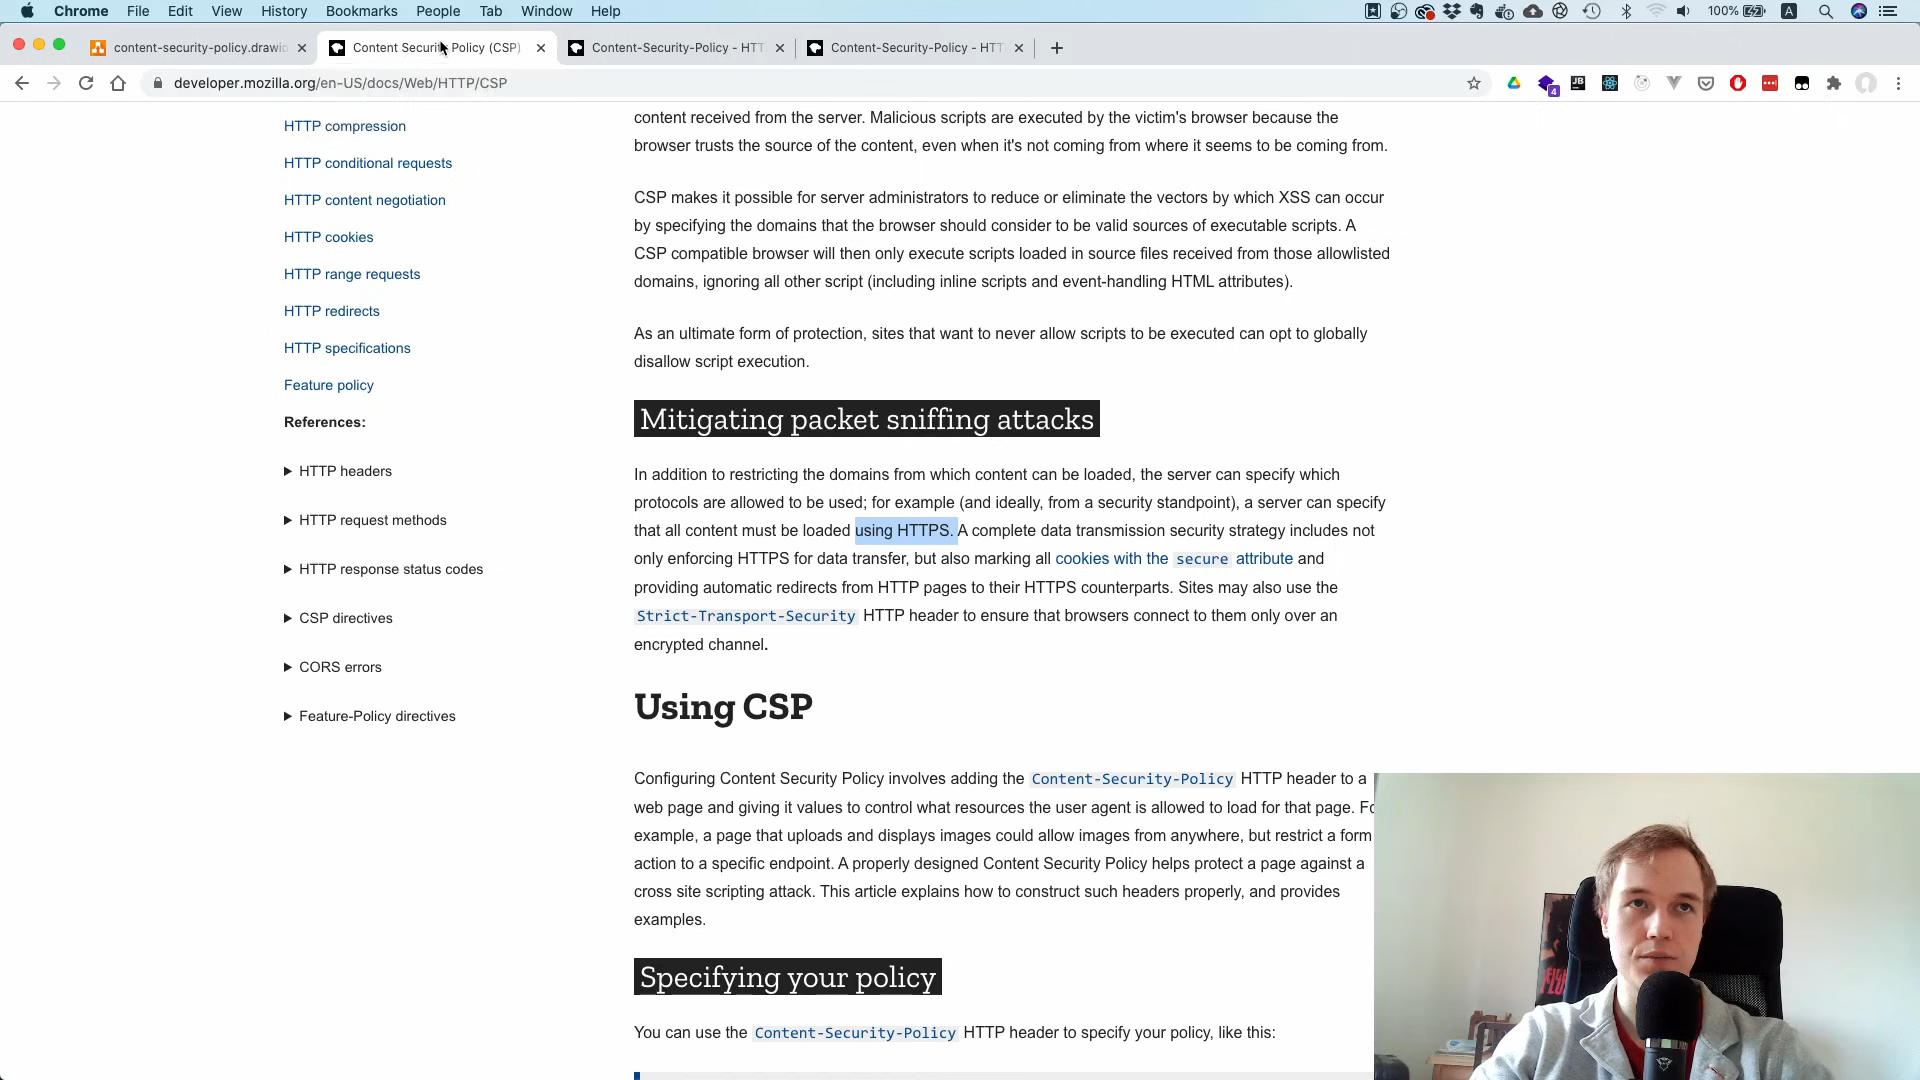 Chrome File Edit View History Bookmarks People Tab Window Help 100% A
content-security-policy.drawio Content Security Policy (CSP) Content-Security-Policy - HTT Content-Security-Policy - HTT
developer.mozilla.org/en-US/docs/Web/HTTP/CSP
HTTP compression
HTTP conditional requests
HTTP content negotiation
HTTP cookies
HTTP range requests
HTTP redirects
HTTP specifications
Feature policy
References:
HTTP headers
HTTP request methods
HTTP response status codes
CSP directives
CORS errors
Feature-Policy directives
content received from the server. Malicious scripts are executed by the victim's browser because the
browser trusts the source of the content, even when it's not coming from where it seems to be coming from.
CSP makes it possible for server administrators to reduce or eliminate the vectors by which XSS can occur
by specifying the domains that the browser should consider to be valid sources of executable scripts. A
CSP compatible browser will then only execute scripts loaded in source files received from those allowlisted
domains, ignoring all other script (including inline scripts and event-handling HTML attributes).
As an ultimate form of protection, sites that want to never allow scripts to be executed can opt to globally
disallow script execution.
Mitigating packet sniffing attacks
In addition to restricting the domains from which content can be loaded, the server can specify which
protocols are allowed to be used; for example (and ideally, from a security standpoint), a server can specify
that all content must be loaded using HTTPS. A complete data transmission security strategy includes not
only enforcing HTTPS for data transfer, but also marking all cookies with the secure attribute and
providing automatic redirects from HTTP pages to their HTTPS counterparts. Sites may also use the
Strict-Transport-Security HTTP header to ensure that browsers connect to them only over an
encrypted channel.
Using CSP
Configuring Content Security Policy involves adding the Content-Security-Policy HTTP header to a
web page and giving it values to control what resources the user agent is allowed to load for that page. Fo
example, a page that uploads and displays images could allow images from anywhere, but restrict a form
action to a specific endpoint. A properly designed Content Security Policy helps protect a page against a
cross site scripting attack. This article explains how to construct such headers properly, and provides
examples.
Specifying your policy
You can use the Content-Security-Policy HTTP header to specify your policy, like this: